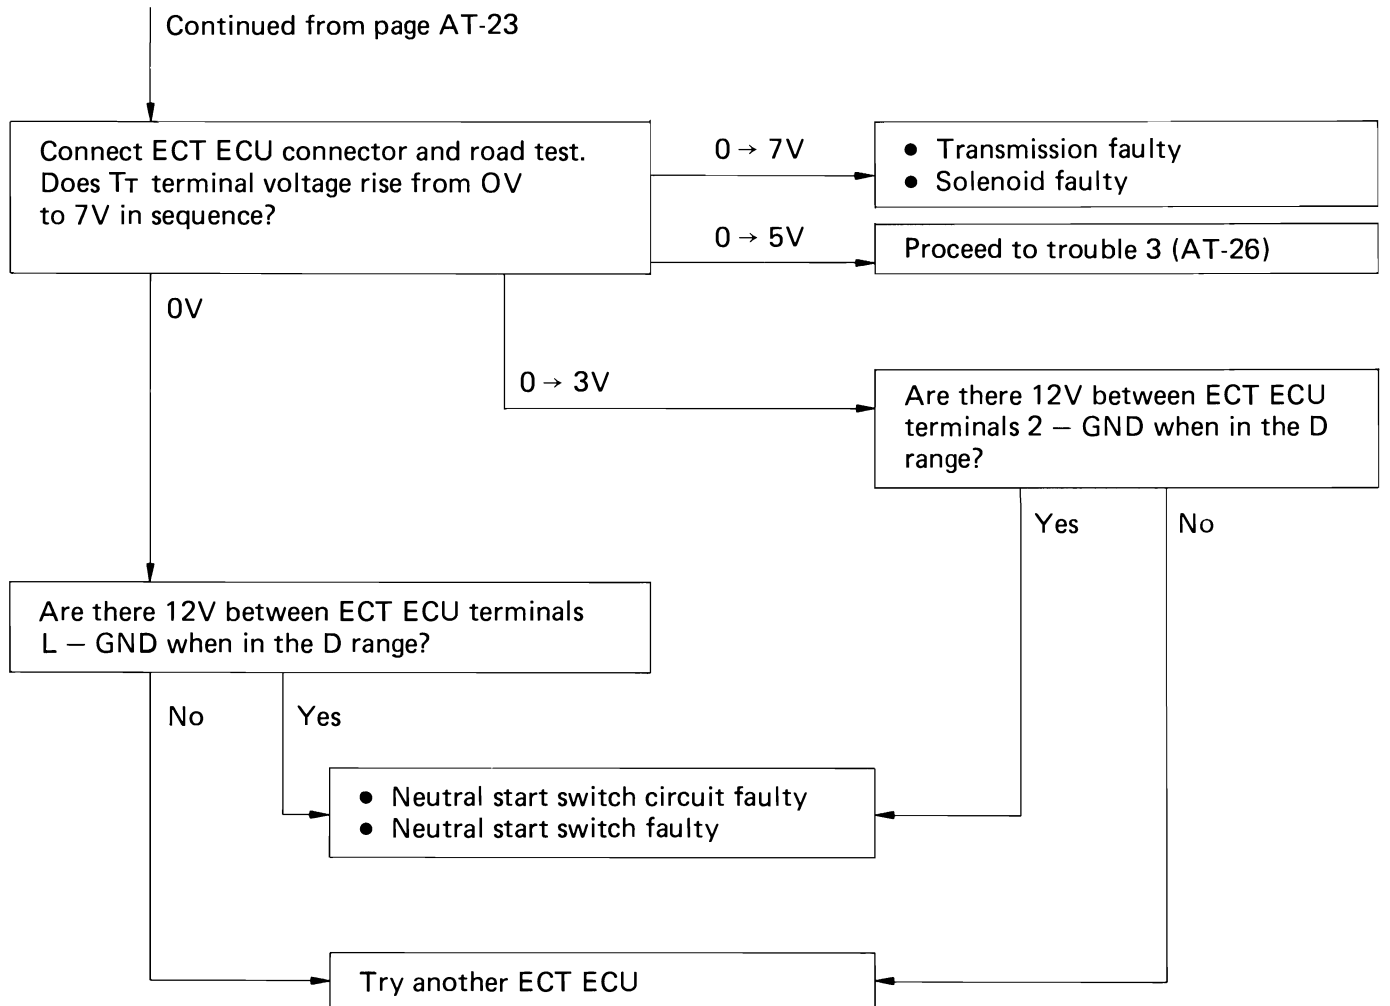 Continued from page AT-23
Connect ECT ECU connector and road test.
Does TT terminal voltage rise from 0V
to 7V in sequence?
0 → 7V
● Transmission faulty
● Solenoid faulty
0 → 5V
Proceed to trouble 3 (AT-26)
0V
0 → 3V
Are there 12V between ECT ECU
terminals 2 – GND when in the D
range?
Yes
No
Are there 12V between ECT ECU terminals
L – GND when in the D range?
No
Yes
● Neutral start switch circuit faulty
● Neutral start switch faulty
Try another ECT ECU